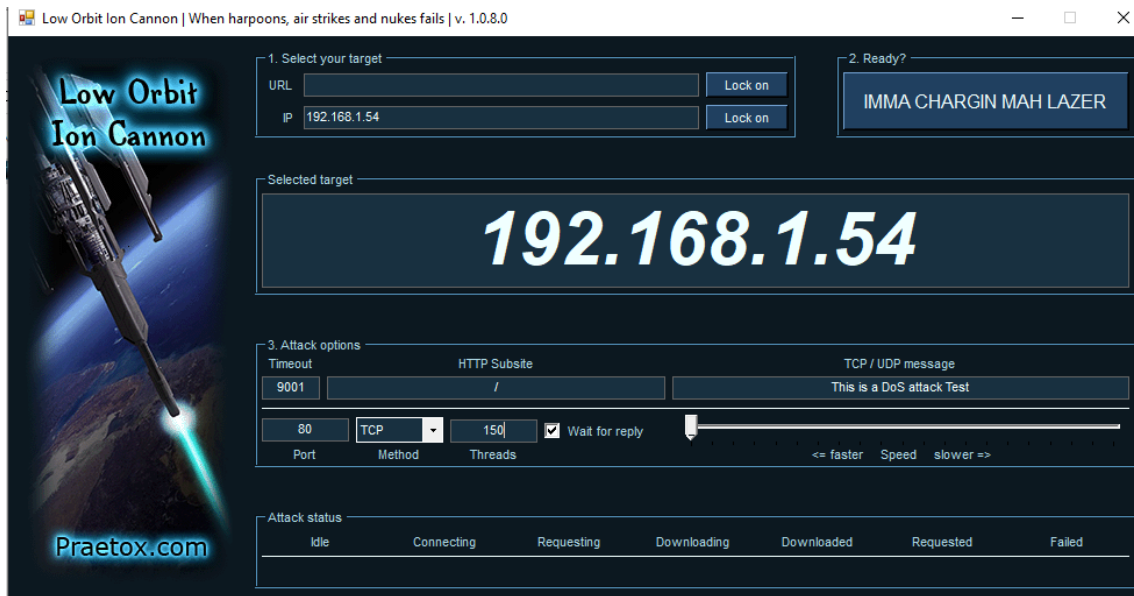 Low Orbit Ion Cannon | When harpoons, air strikes and nukes fails | v. 1.0.8.0
Low Orbit
Ion Cannon
Praetox.com
1. Select your target
URL Lock on
IP 192.168.1.54 Lock on
2. Ready?
IMMA CHARGIN MAH LAZER
Selected target
192.168.1.54
3. Attack options
Timeout HTTP Subsite TCP / UDP message
9001 / This is a DoS attack Test
80 TCP 150 Wait for reply
Port Method Threads <= faster Speed slower =>
Attack status
Idle Connecting Requesting Downloading Downloaded Requested Failed